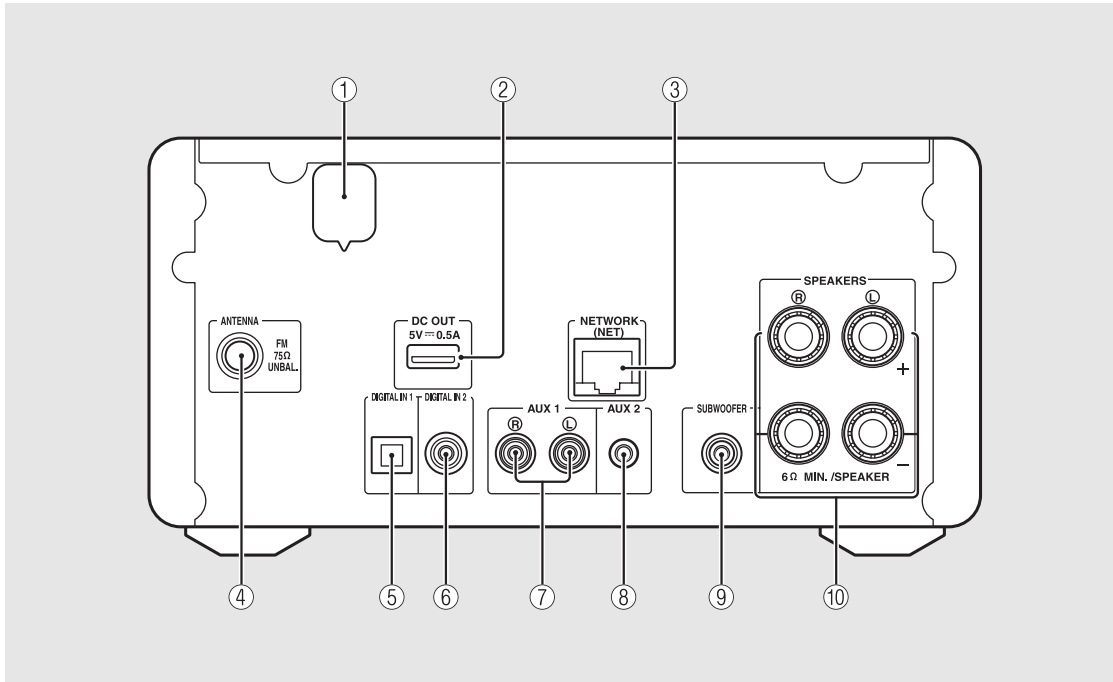 ① ② ③
SPEAKERS
Ⓡ Ⓛ
ANTENNA
FM
75Ω
UNBAL.
DC OUT
5V ⎓ 0.5A
NETWORK
(NET)
+
DIGITAL IN 1 DIGITAL IN 2
AUX 1 AUX 2
Ⓡ Ⓛ
SUBWOOFER
−
6Ω MIN. /SPEAKER
④ ⑤ ⑥ ⑦ ⑧ ⑨ ⑩